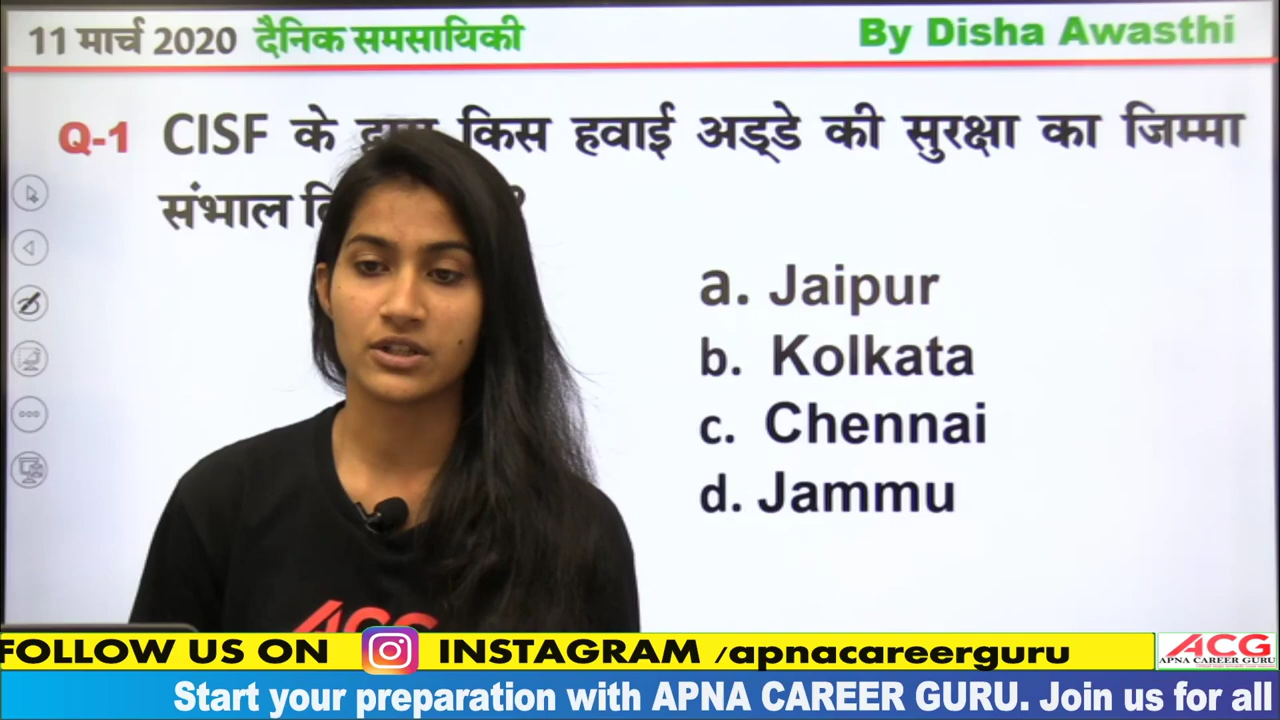 11 मार्च 2020 दैनिक समसायिकी
By Disha Awasthi
Q-1 CISF के किस हवाई अड्डे की सुरक्षा का जिम्मा
संभाल
a. Jaipur
b. Kolkata
c. Chennai
d. Jammu
ACG
FOLLOW US ON INSTAGRAM /apnacareerguru
ACG
APNA CAREER GURU
Start your preparation with APNA CAREER GURU. Join us for all